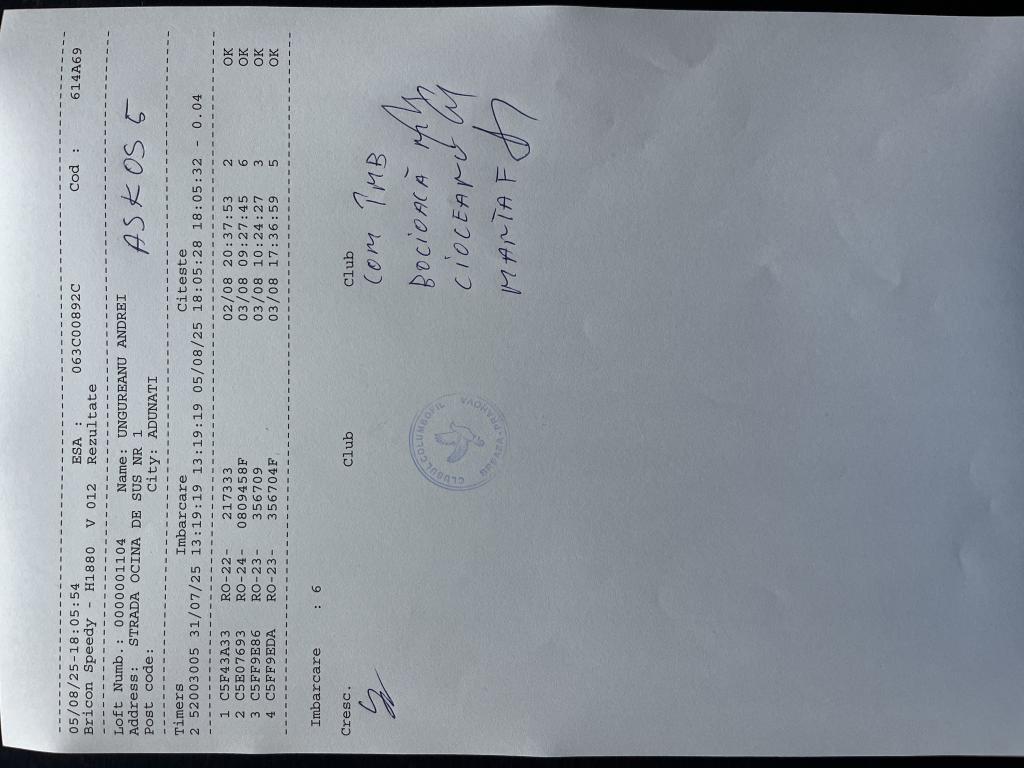 05/08/25-18:05:54 ESA : 063C00892C Cod : 614A69
Bricon Speedy - H1880 V 012 Rezultate
Loft Numb.: 0000001104 Name: UNGUREANU ANDREI
Address: STRADA OCINA DE SUS NR 1
Post code: City: ADUNATI
ASKOS 5
Timers Imbarcare Citeste
2 52003005 31/07/25 13:19:19 13:19:19 05/08/25 18:05:28 18:05:32 - 0.04
1 C5F43A33 RO-22- 217333 02/08 20:37:53 2 OK
2 C5E07693 RO-24- 0809458F 03/08 09:27:45 6 OK
3 C5FF9E86 RO-23- 356709 03/08 10:24:27 3 OK
4 C5FF9EDA RO-23- 356704F 03/08 17:36:59 5 OK
Imbarcare : 6
Cresc. Club Club
COM IMB
BOCIOACĂ
CIOCEANU
MARIA F
CLUBUL COLUMBOFIL
BREAZA-PRAHOVA